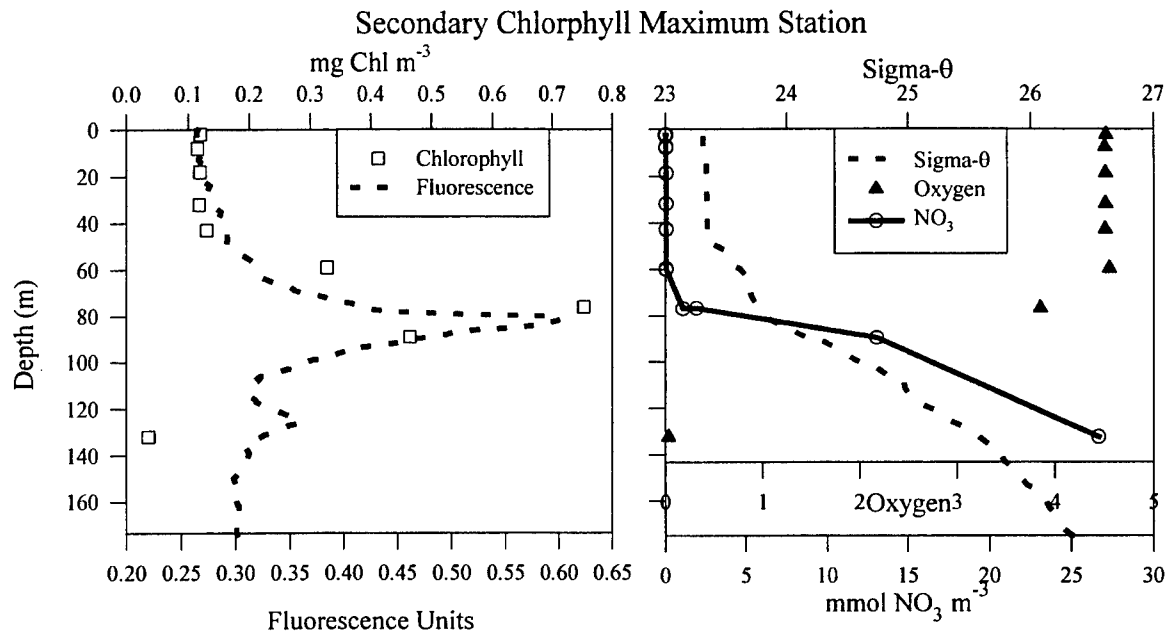 Secondary Chlorphyll Maximum Station
mg Chl m⁻³
0.0 0.1 0.2 0.3 0.4 0.5 0.6 0.7 0.8
Chlorophyll
Fluorescence
Depth (m)
0
20
40
60
80
100
120
140
160
0.20 0.25 0.30 0.35 0.40 0.45 0.50 0.55 0.60 0.65
Fluorescence Units
Sigma-θ
23 24 25 26 27
Sigma-θ
Oxygen
NO₃
0 1 2 3 4 5
Oxygen
0 5 10 15 20 25 30
mmol NO₃ m⁻³